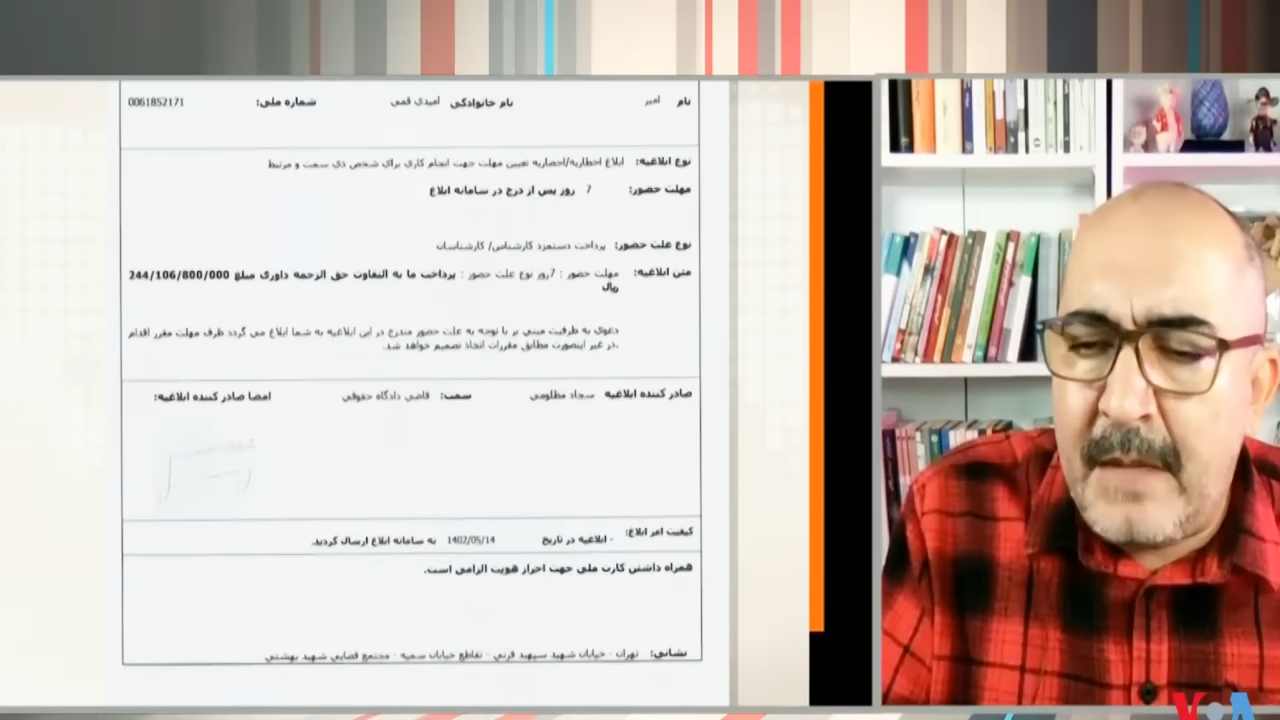 نام امیر نام خانوادگی امیدی قمی شماره ملی: 0061852171
نوع ابلاغیه: ابلاغ اخطاریه/احضاریه تعیین مهلت جهت انجام کاری برای شخص ذی سمت و مرتبط
مهلت حضور: 7 روز پس از درج در سامانه ابلاغ
نوع علت حضور: پرداخت دستمزد کارشناس/ کارشناسان
متن ابلاغیه: مهلت حضور : 7روز نوع علت حضور : پرداخت ما به التفاوت حق الزحمه داوری مبلغ 244/106/800/000
ریال
دعوی به طرفیت مبنی بر با توجه به علت حضور مندرج در این ابلاغیه به شما ابلاغ می گردد ظرف مهلت مقرر اقدام
.در غیر اینصورت مطابق مقررات اتخاذ تصمیم خواهد شد
صادر کننده ابلاغیه سجاد مظلومی سمت: قاضی دادگاه حقوقی امضا صادر کننده ابلاغیه:
کیفیت امر ابلاغ:
- ابلاغیه در تاریخ 1402/05/14 به سامانه ابلاغ ارسال گردید.
همراه داشتن کارت ملی جهت احراز هویت الزامی است.
نشانی: تهران - خیابان شهید سپهبد قرنی - تقاطع خیابان سمیه - مجتمع قضایی شهید بهشتی
VOA